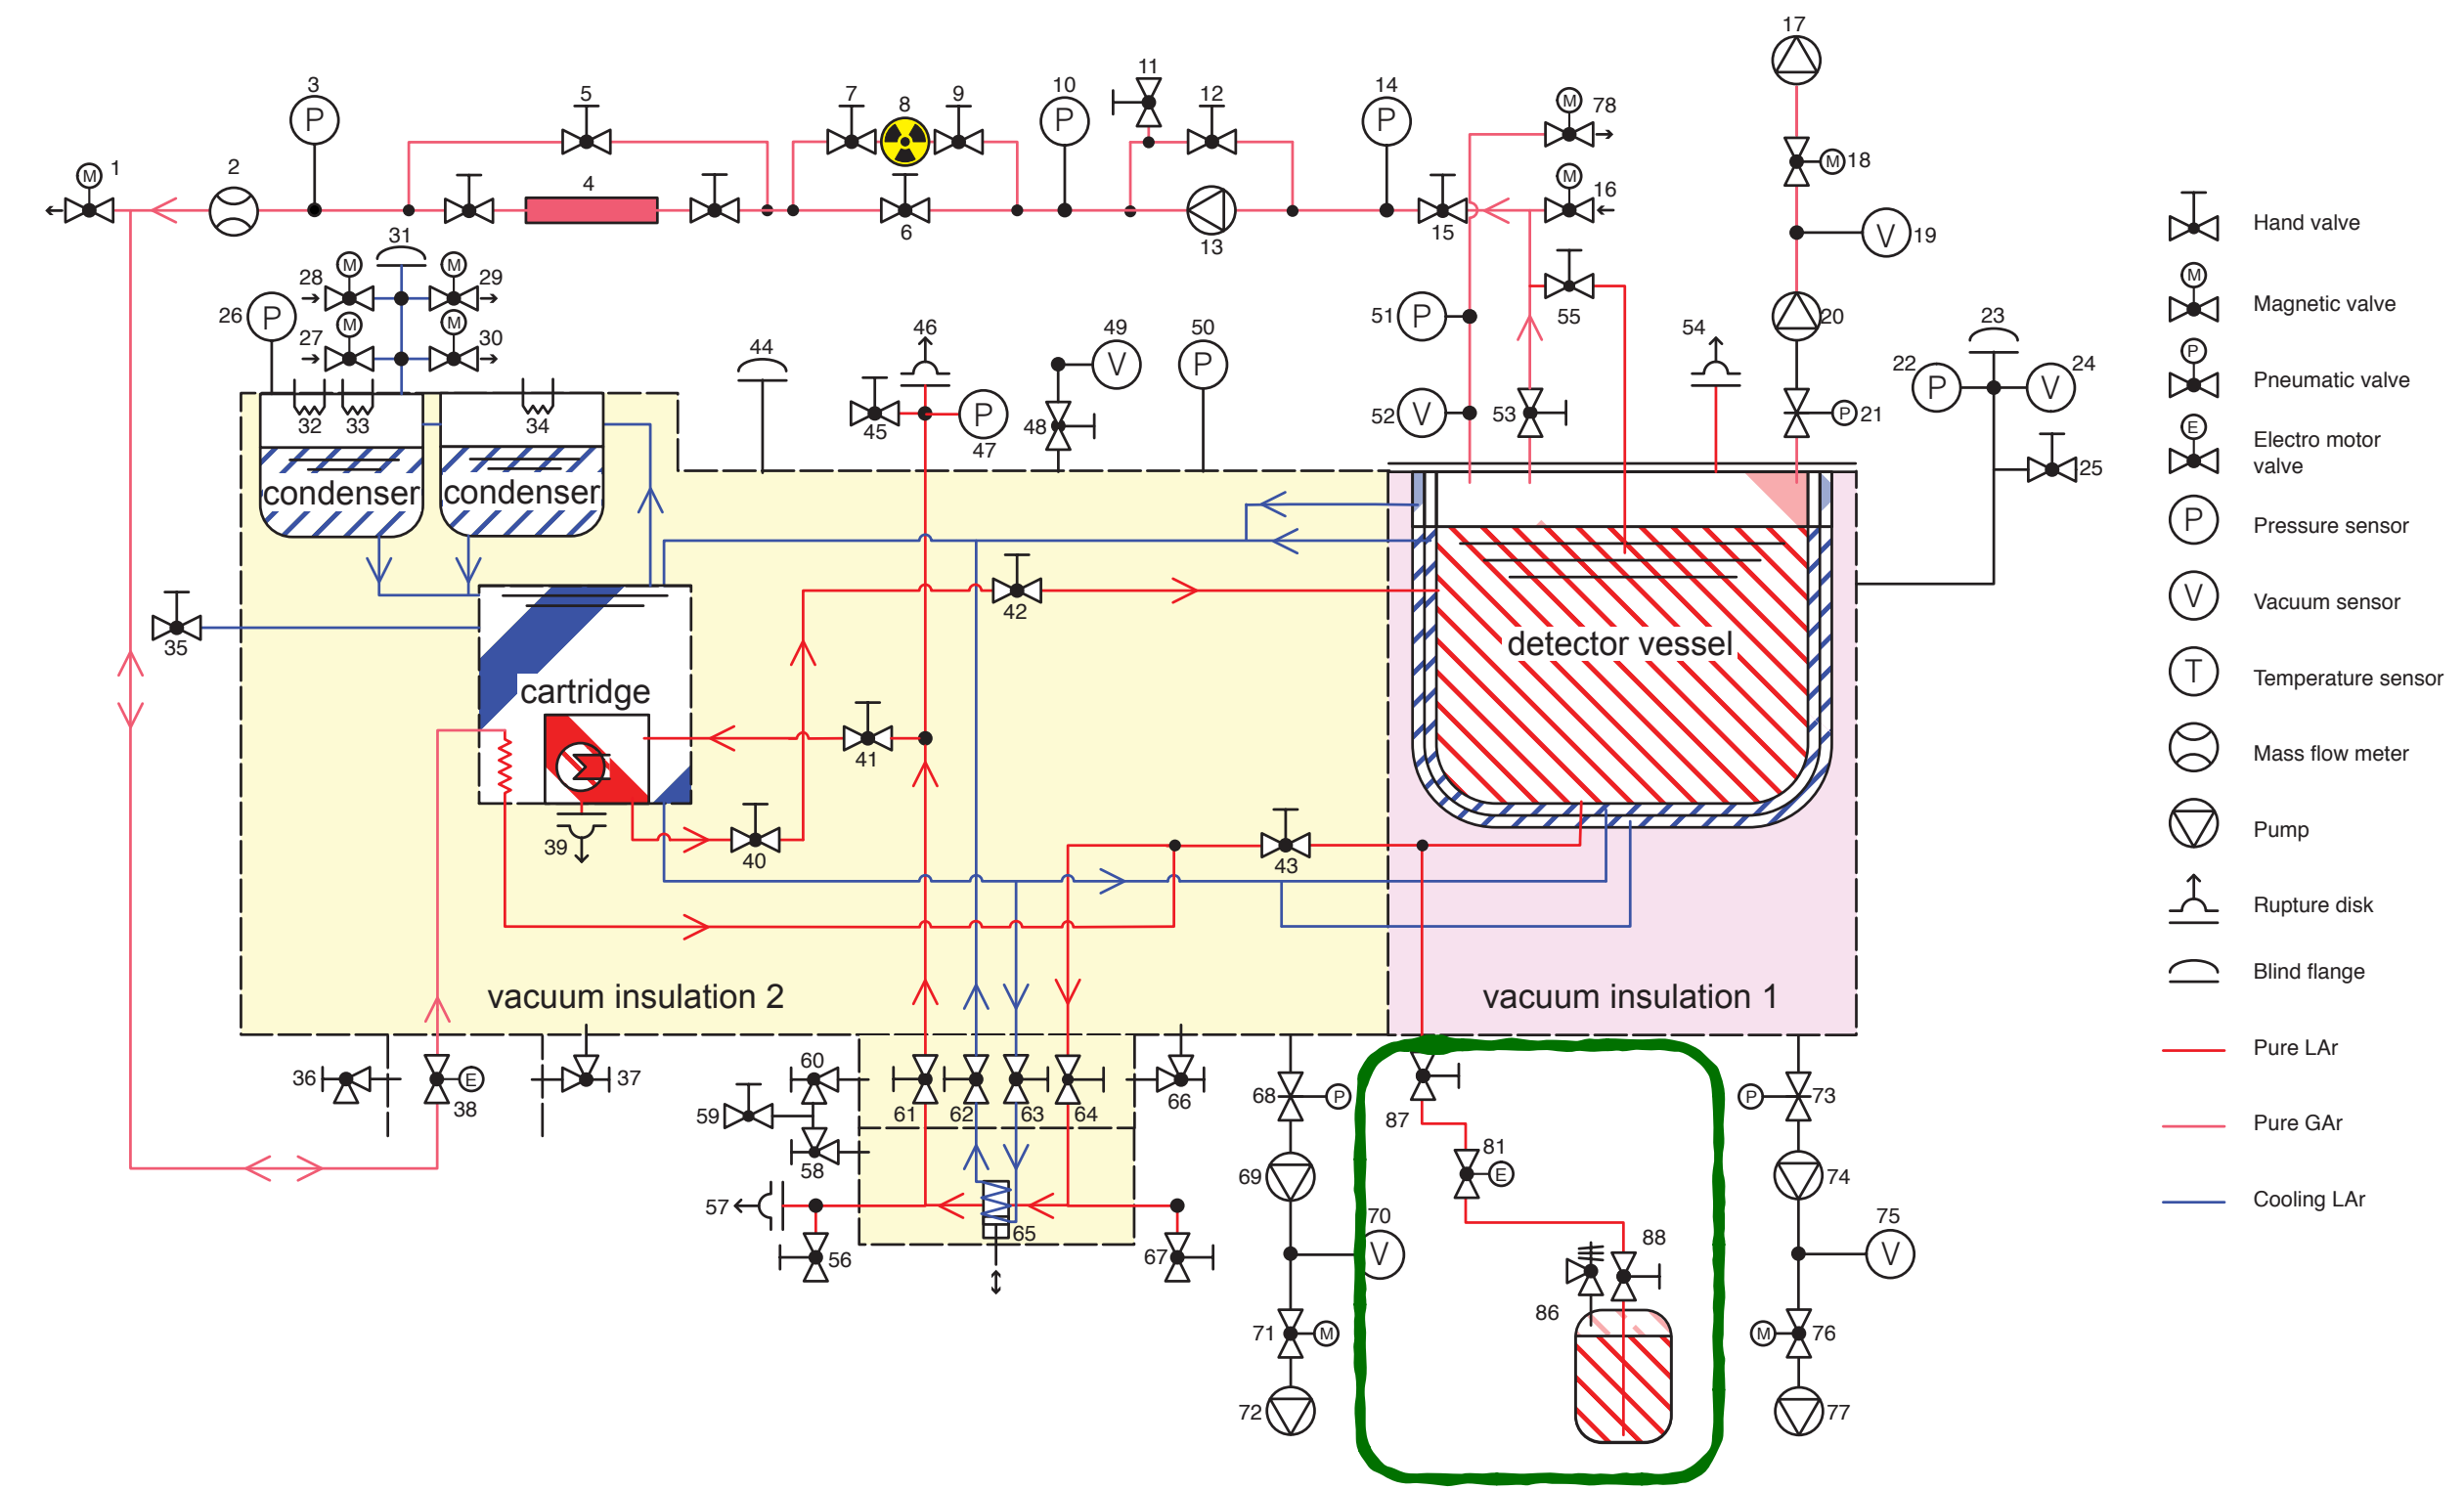 17
11
3
5
7
8
9
10
12
14
M
78
P
P
P
M
1
2
4
M
16
M
18
6
13
15
V
19
31
28
M
M
29
26
P
27
M
M
30
46
49
V
50
P
51
P
55
54
20
23
22
P
V
24
44
45
P
47
48
52
V
53
P
21
25
32
33
34
condenser
condenser
35
42
detector vessel
cartridge
41
39
40
43
vacuum insulation 2
vacuum insulation 1
36
E
38
37
60
59
58
61
62
63
64
66
68
P
P
73
87
81
E
69
74
57
65
56
67
70
V
75
V
88
86
71
M
M
76
72
77
Hand valve
M
Magnetic valve
P
Pneumatic valve
E
Electro motor
valve
P
Pressure sensor
V
Vacuum sensor
T
Temperature sensor
Mass flow meter
Pump
Rupture disk
Blind flange
Pure LAr
Pure GAr
Cooling LAr